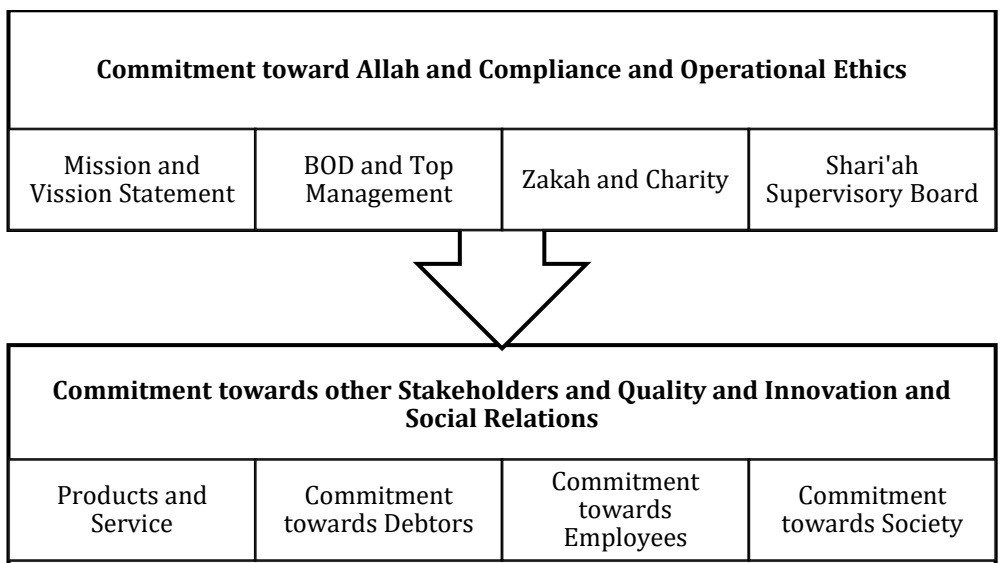 Commitment toward Allah and Compliance and Operational Ethics
Mission and
Vission Statement
BOD and Top
Management
Zakah and Charity
Shari'ah
Supervisory Board
Commitment towards other Stakeholders and Quality and Innovation and
Social Relations
Products and
Service
Commitment
towards Debtors
Commitment
towards
Employees
Commitment
towards Society